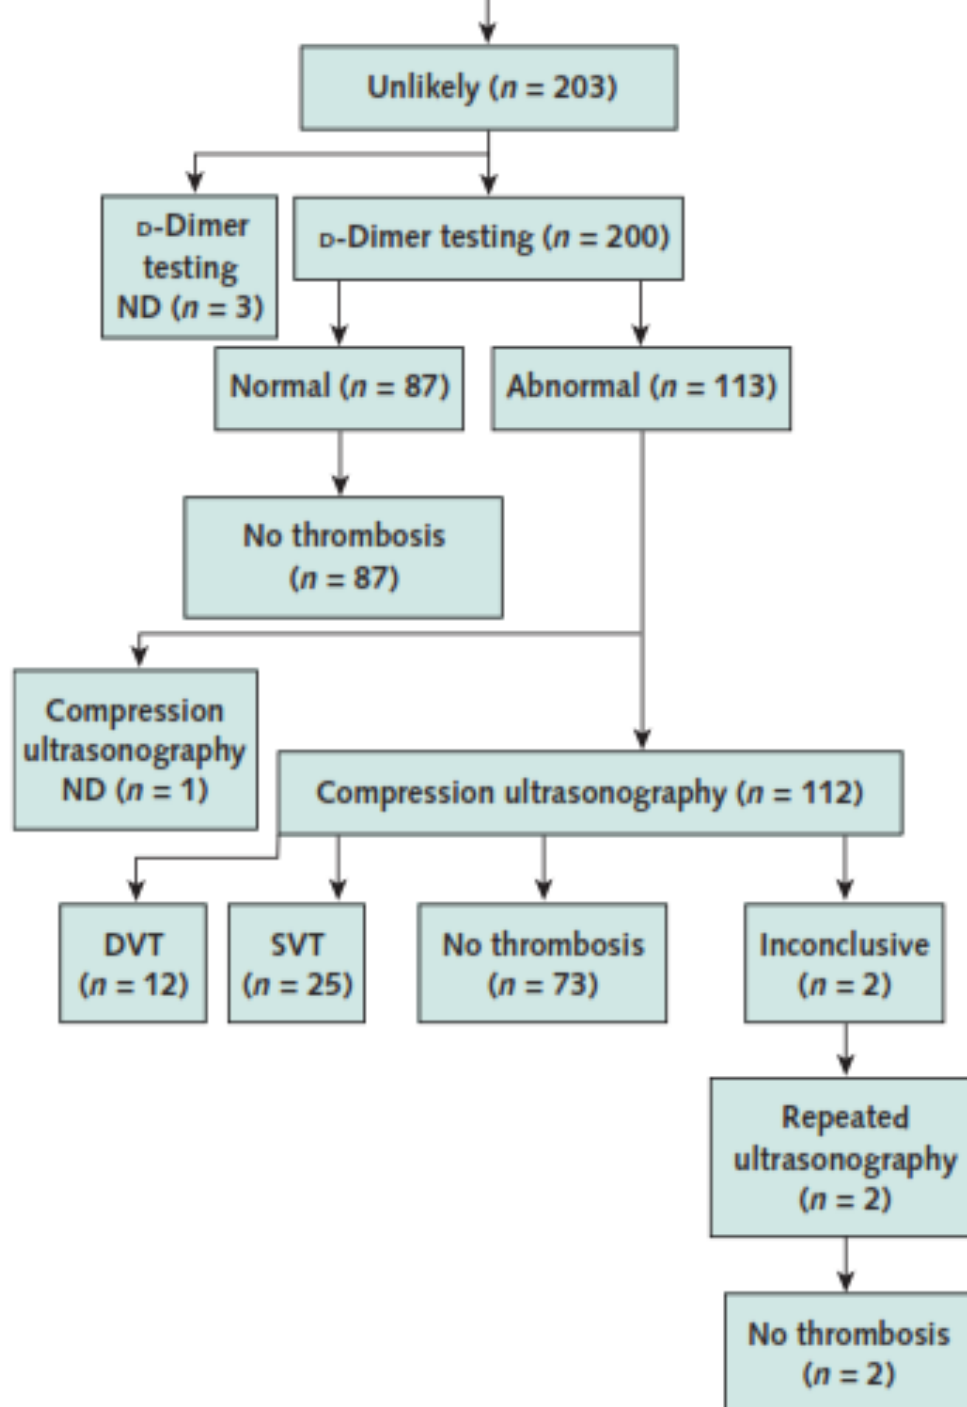 Unlikely (n = 203)
D-Dimer
testing
ND (n = 3)
D-Dimer testing (n = 200)
Normal (n = 87)
Abnormal (n = 113)
No thrombosis
(n = 87)
Compression
ultrasonography
ND (n = 1)
Compression ultrasonography (n = 112)
DVT
(n = 12)
SVT
(n = 25)
No thrombosis
(n = 73)
Inconclusive
(n = 2)
Repeated
ultrasonography
(n = 2)
No thrombosis
(n = 2)